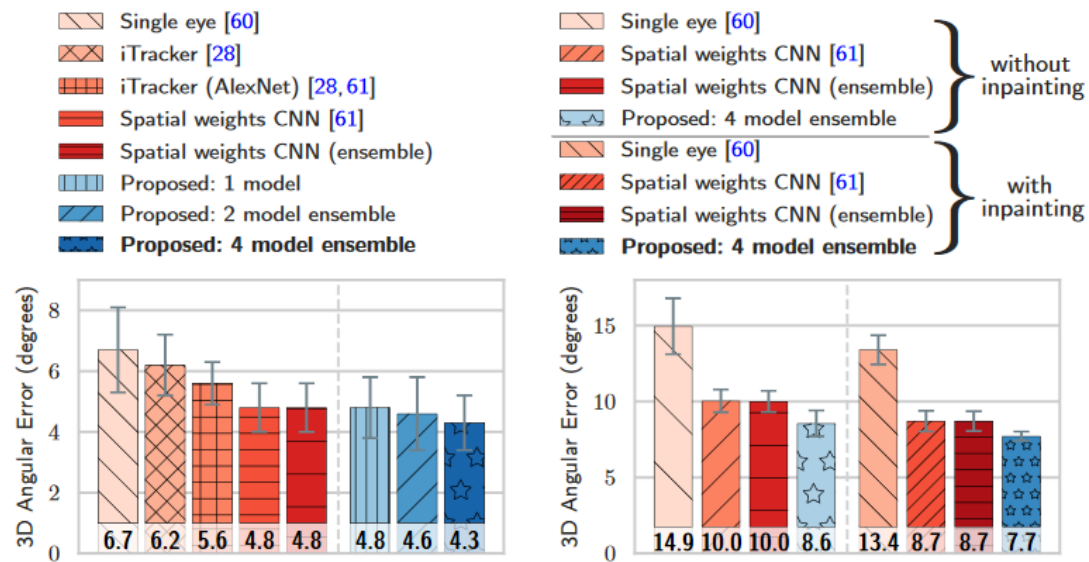 Single eye [60]
iTracker [28]
iTracker (AlexNet) [28, 61]
Spatial weights CNN [61]
Spatial weights CNN (ensemble)
Proposed: 1 model
Proposed: 2 model ensemble
Proposed: 4 model ensemble
3D Angular Error (degrees)
8
6
4
2
0
6.7 6.2 5.6 4.8 4.8 4.8 4.6 4.3
Single eye [60]
Spatial weights CNN [61]
Spatial weights CNN (ensemble)
Proposed: 4 model ensemble
without
inpainting
Single eye [60]
Spatial weights CNN [61]
Spatial weights CNN (ensemble)
Proposed: 4 model ensemble
with
inpainting
3D Angular Error (degrees)
15
10
5
0
14.9 10.0 10.0 8.6 13.4 8.7 8.7 7.7